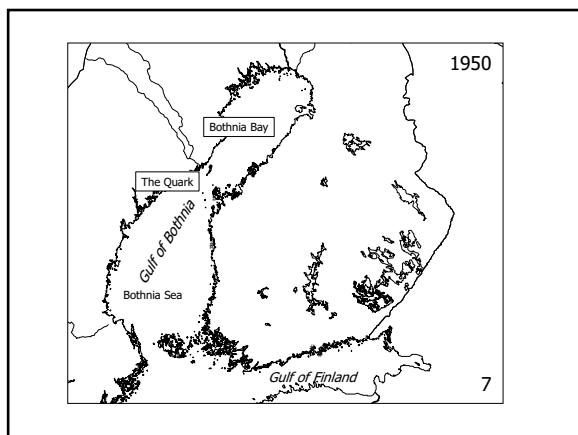 1950
Bothnia Bay
The Quark
Gulf of Bothnia
Bothnia Sea
Gulf of Finland
7